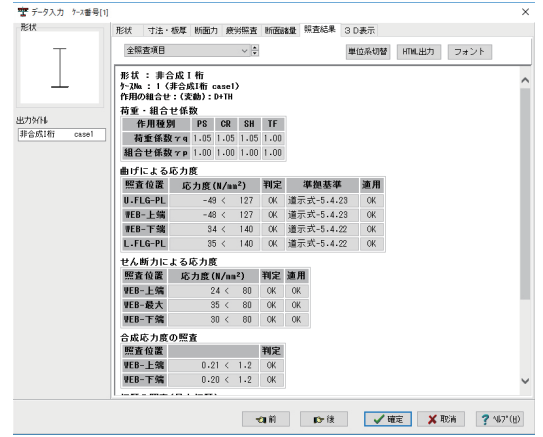 データ入力 ケース番号[1]
形状
出力タイトル
非合成I桁 case1
形状 寸法・板厚 断面力 疲労照査 断面諸量 照査結果 3D表示
全照査項目 単位系切替 HTML出力 フォント
形状 : 非合成I桁
ケースNo : 1 (非合成I桁 case1)
作用の組合せ:(変動):D+TH
荷重・組合せ係数
作用種別 PS CR SH TF
荷重係数γq 1.05 1.05 1.05 1.00
組合せ係数γp 1.00 1.00 1.00 1.00
曲げによる応力度
照査位置 応力度(N/mm²) 判定 準拠基準 適用
U.FLG-PL -49 < 127 OK 道示式-5.4.23 OK
WEB-上端 -48 < 127 OK 道示式-5.4.23 OK
WEB-下端 34 < 140 OK 道示式-5.4.22 OK
L.FLG-PL 35 < 140 OK 道示式-5.4.22 OK
せん断力による応力度
照査位置 応力度(N/mm²) 判定 適用
WEB-上端 24 < 80 OK OK
WEB-最大 35 < 80 OK OK
WEB-下端 30 < 80 OK OK
合成応力度の照査
照査位置 判定
WEB-上端 0.21 < 1.2 OK
WEB-下端 0.20 < 1.2 OK
前 後 確定 取消 ヘルプ(H)